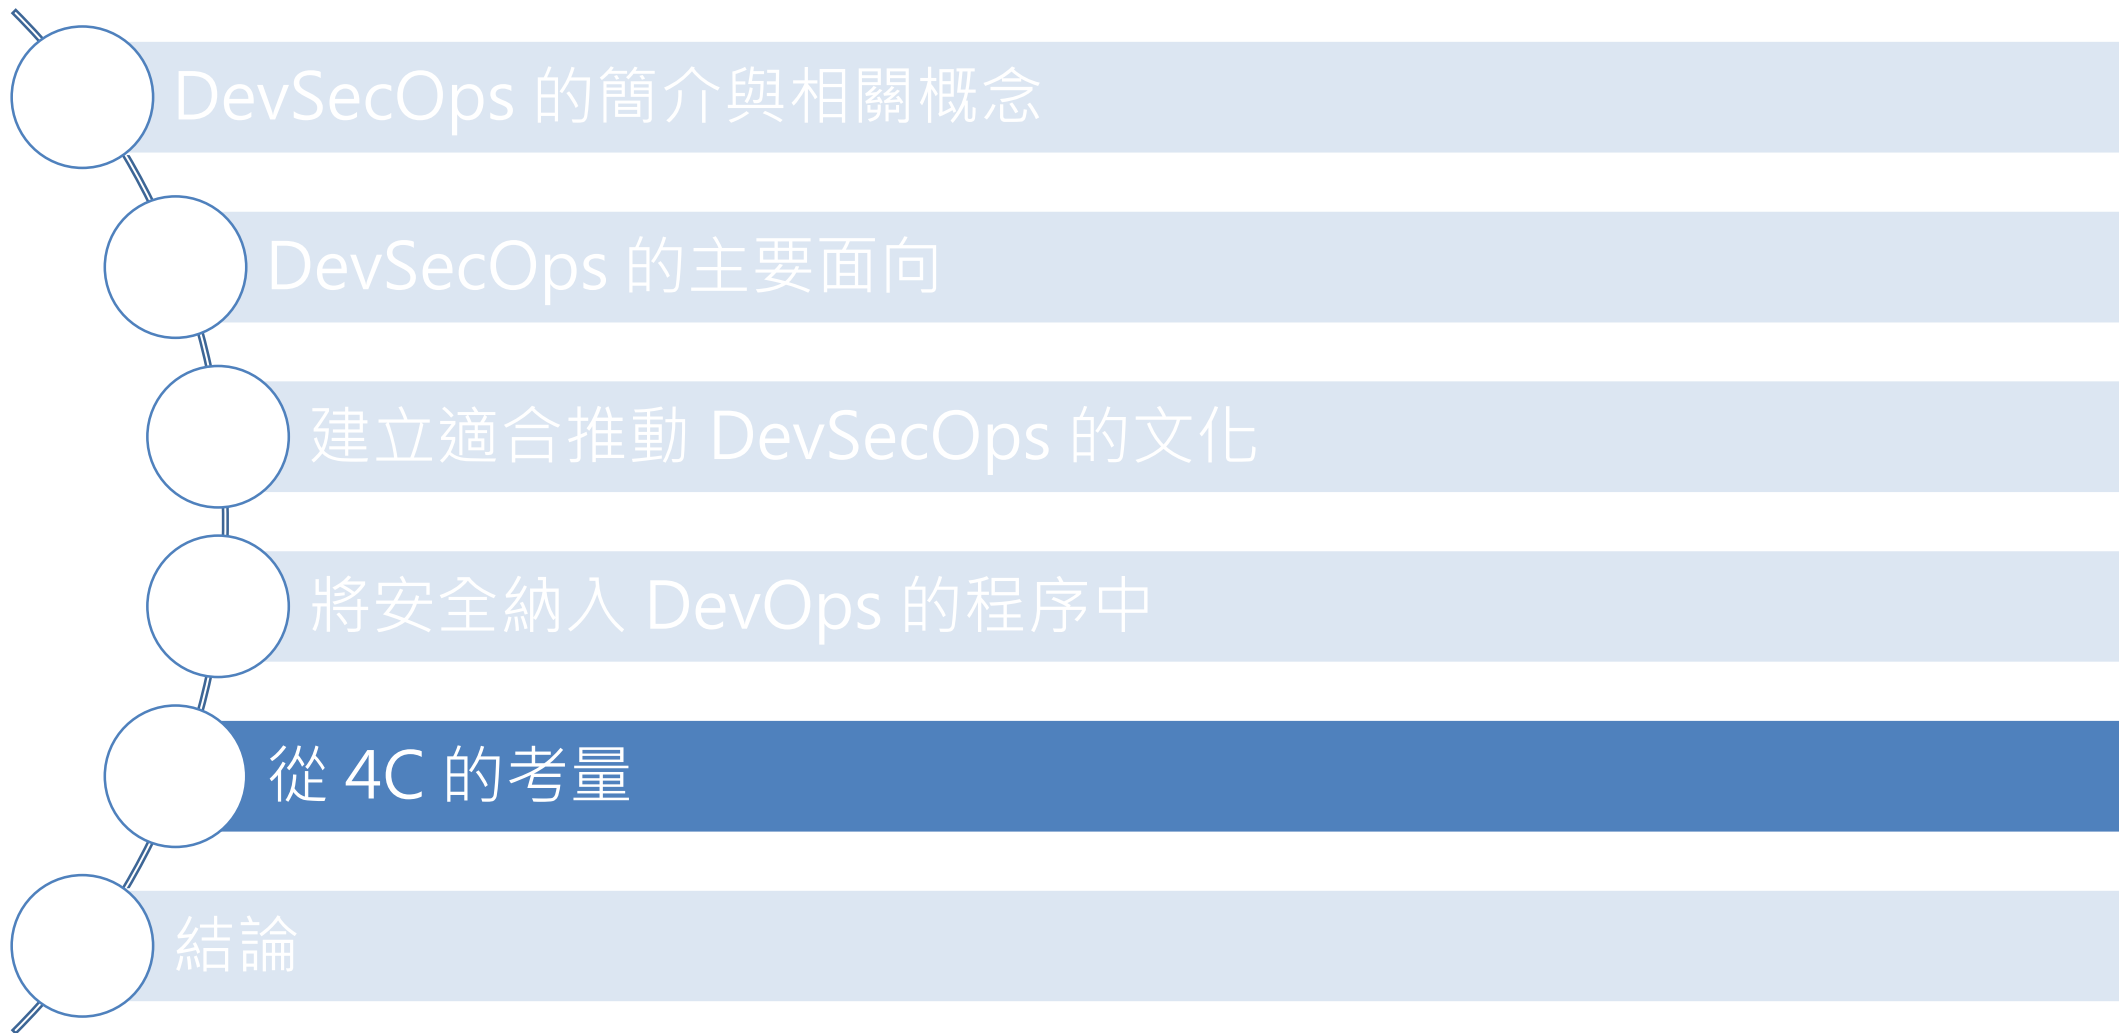 DevSecOps 的簡介與相關概念
DevSecOps 的主要面向
建立適合推動 DevSecOps 的文化
將安全納入 DevOps 的程序中
從 4C 的考量
結論